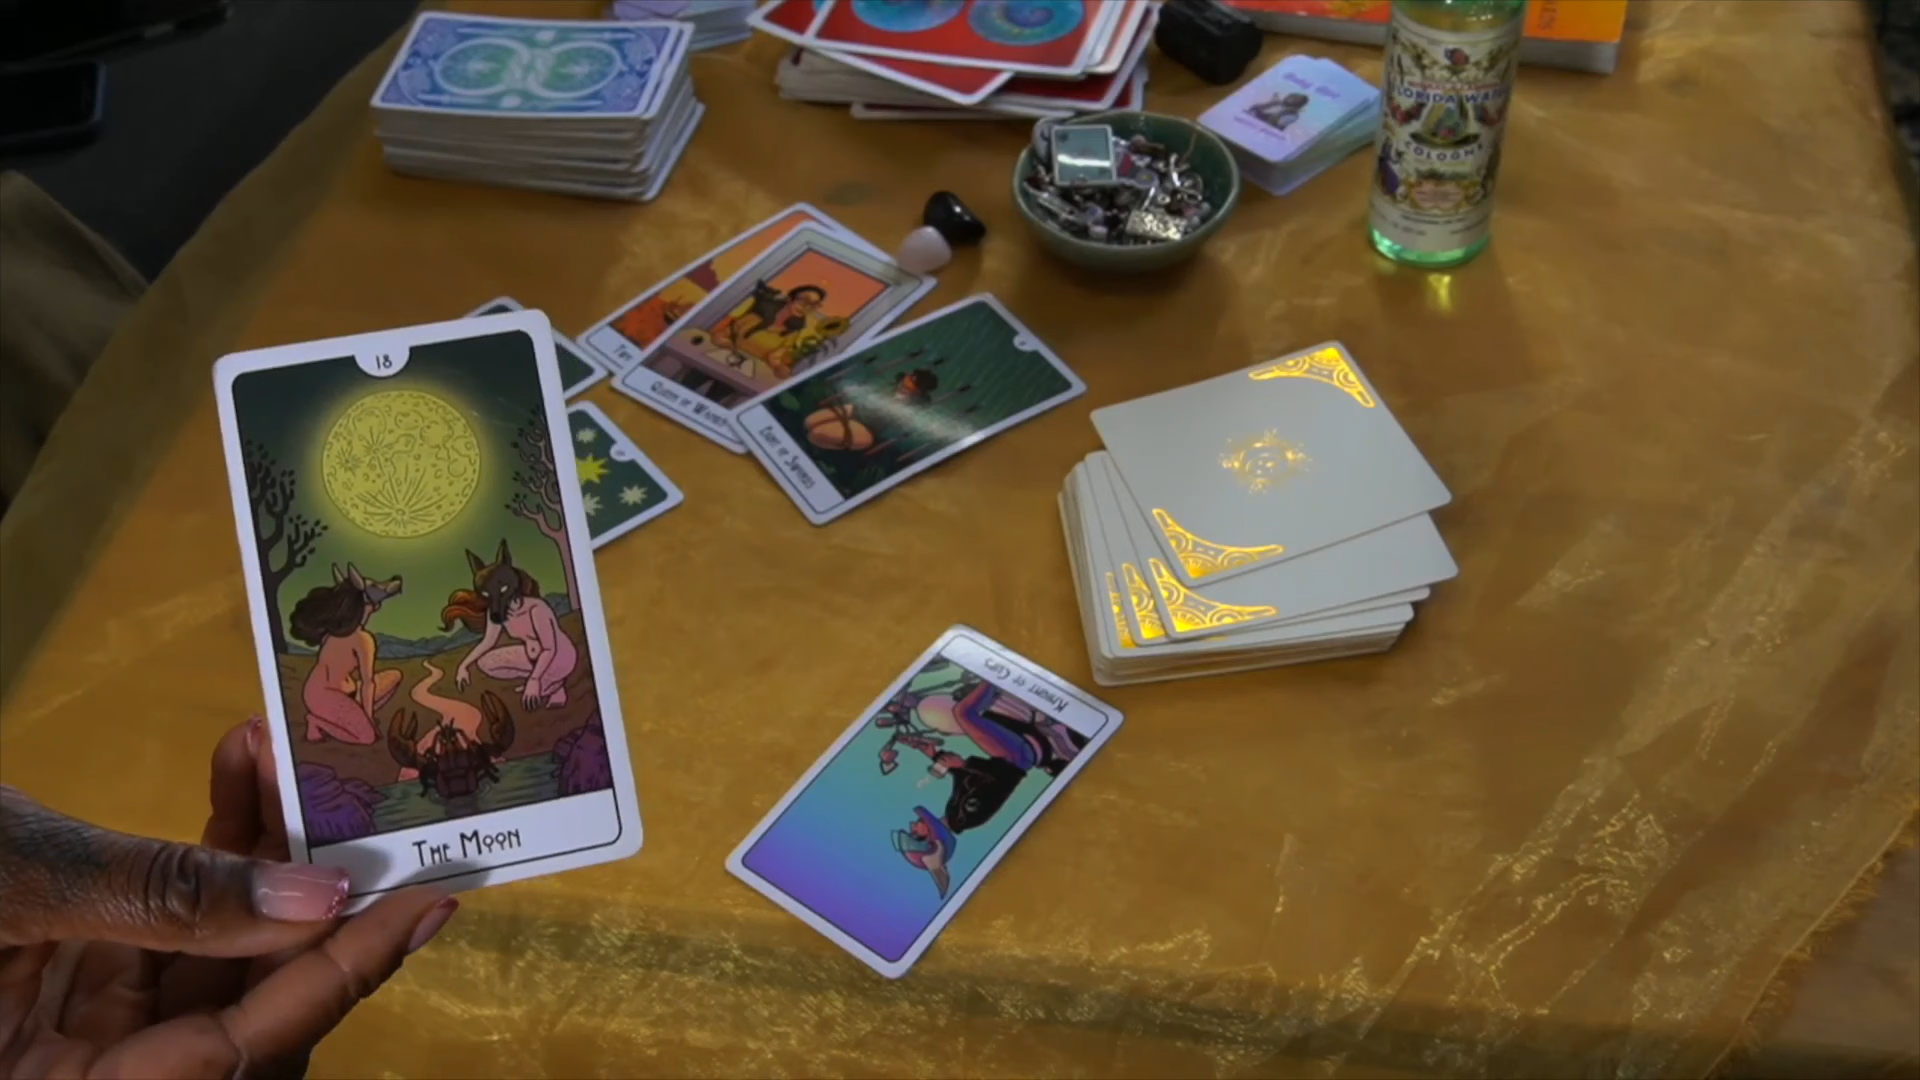 FLORIDA WATER
COLOGNE
18
Queen of Wands
Eight of Swords
Knight of Cups
The Moon